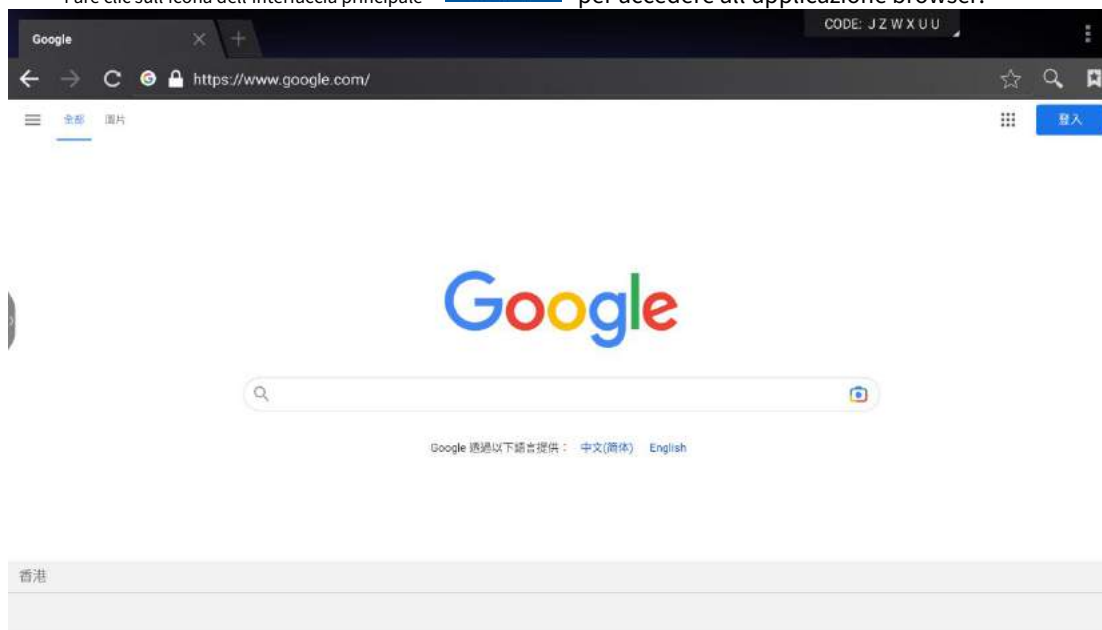 Fare clic sull'icona dell'interfaccia principale per accedere all'applicazione browser.
CODE: J Z W X U U
Google
https://www.google.com/
全部 圖片
登入
Google
Google 透過以下語言提供： 中文(简体) English
香港